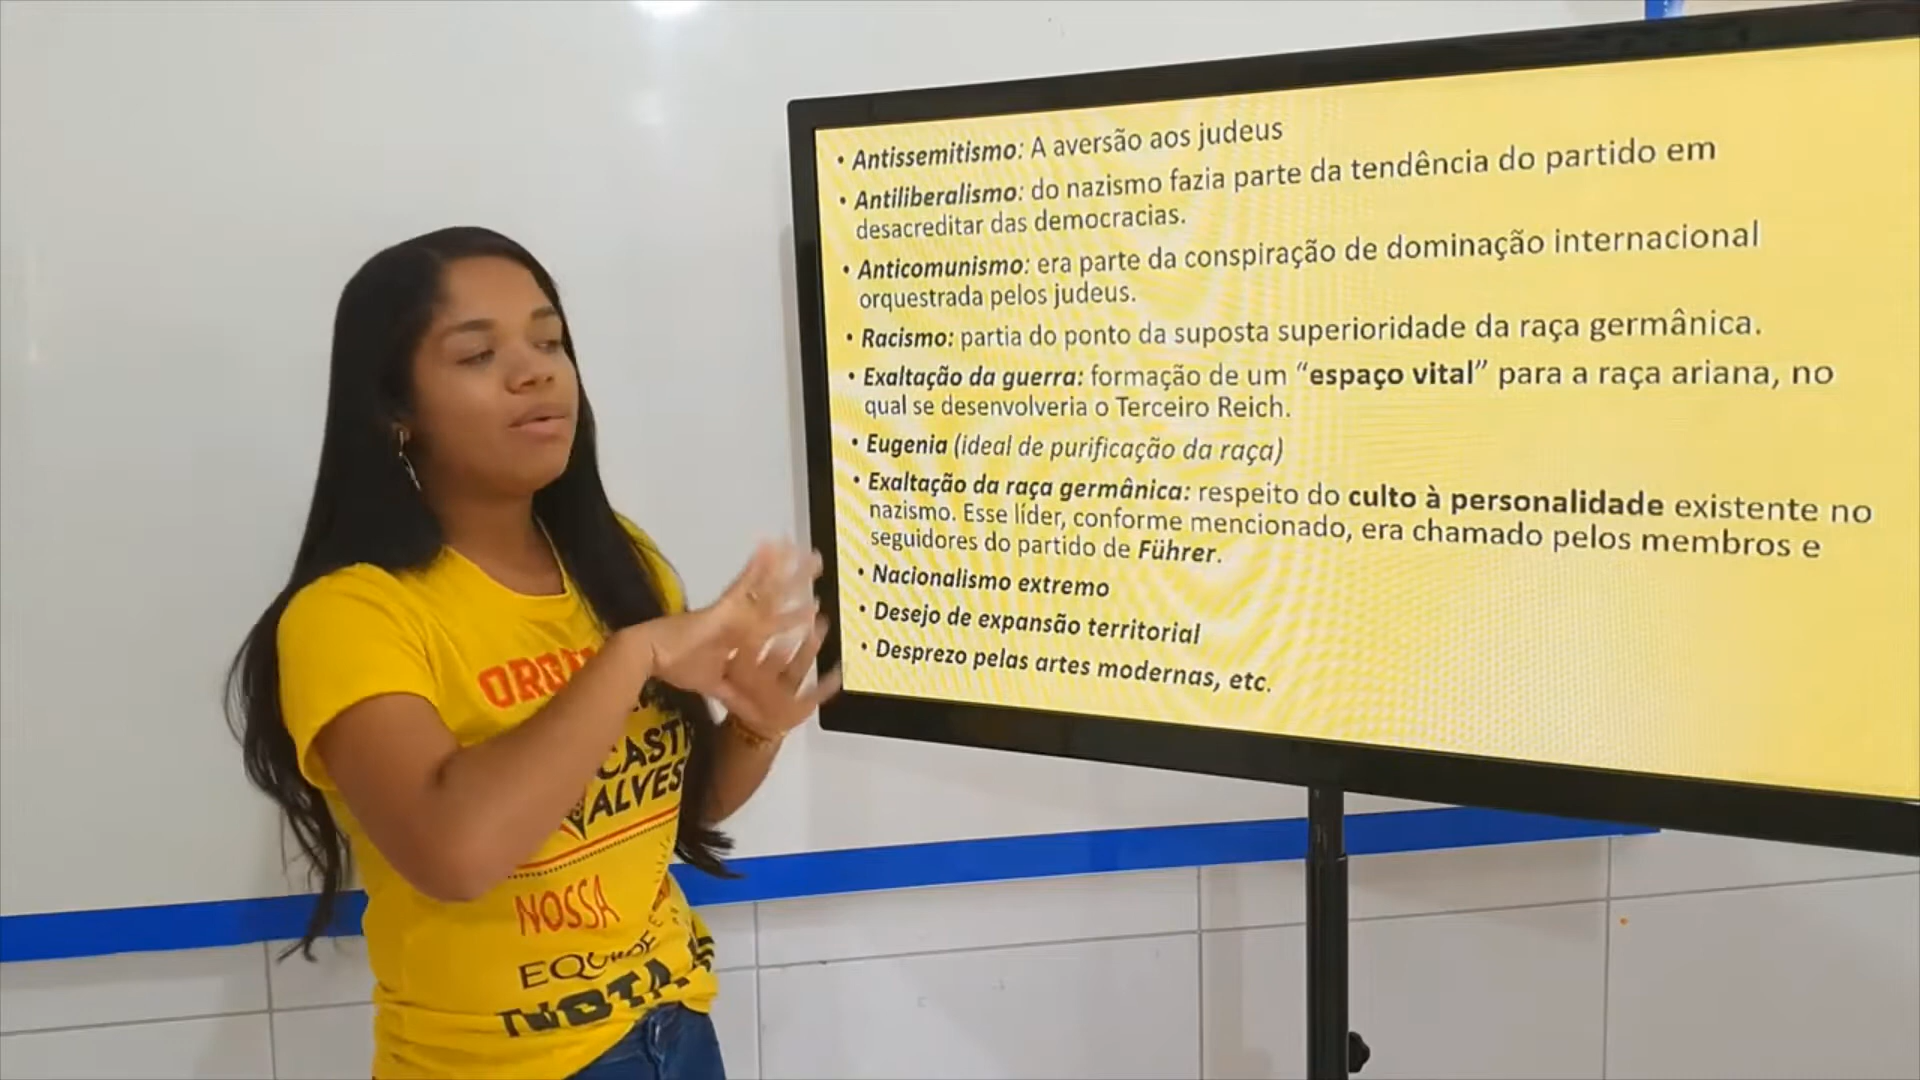 • Antissemitismo: A aversão aos judeus
• Antiliberalismo: do nazismo fazia parte da tendência do partido em
desacreditar das democracias.
• Anticomunismo: era parte da conspiração de dominação internacional
orquestrada pelos judeus.
• Racismo: partia do ponto da suposta superioridade da raça germânica.
• Exaltação da guerra: formação de um “espaço vital” para a raça ariana, no
qual se desenvolveria o Terceiro Reich.
• Eugenia (ideal de purificação da raça)
• Exaltação da raça germânica: respeito do culto à personalidade existente no
nazismo. Esse líder, conforme mencionado, era chamado pelos membros e
seguidores do partido de Führer.
• Nacionalismo extremo
• Desejo de expansão territorial
• Desprezo pelas artes modernas, etc.
CASTR
ALVES
NOSSA
NOTA